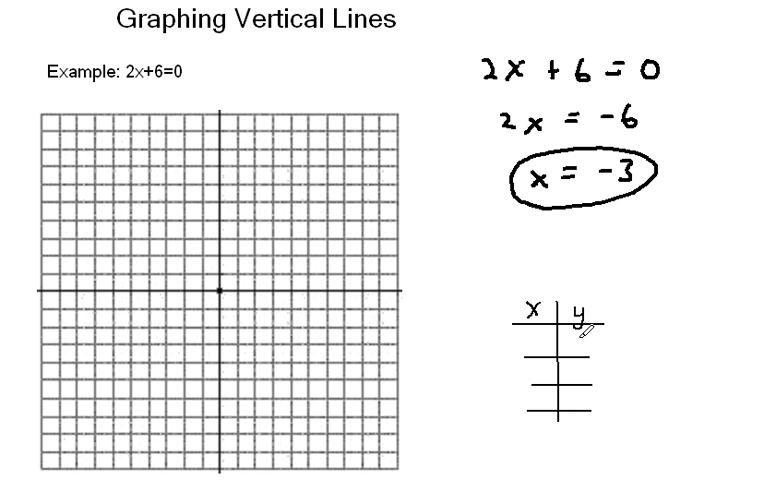 Graphing Vertical Lines
Example: 2x+6=0
2x + 6 = 0
2x = -6
x = -3
x y